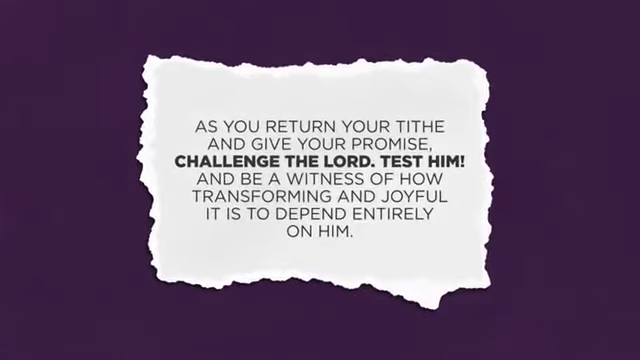 AS YOU RETURN YOUR TITHE
AND GIVE YOUR PROMISE,
CHALLENGE THE LORD. TEST HIM!
AND BE A WITNESS OF HOW
TRANSFORMING AND JOYFUL
IT IS TO DEPEND ENTIRELY
ON HIM.